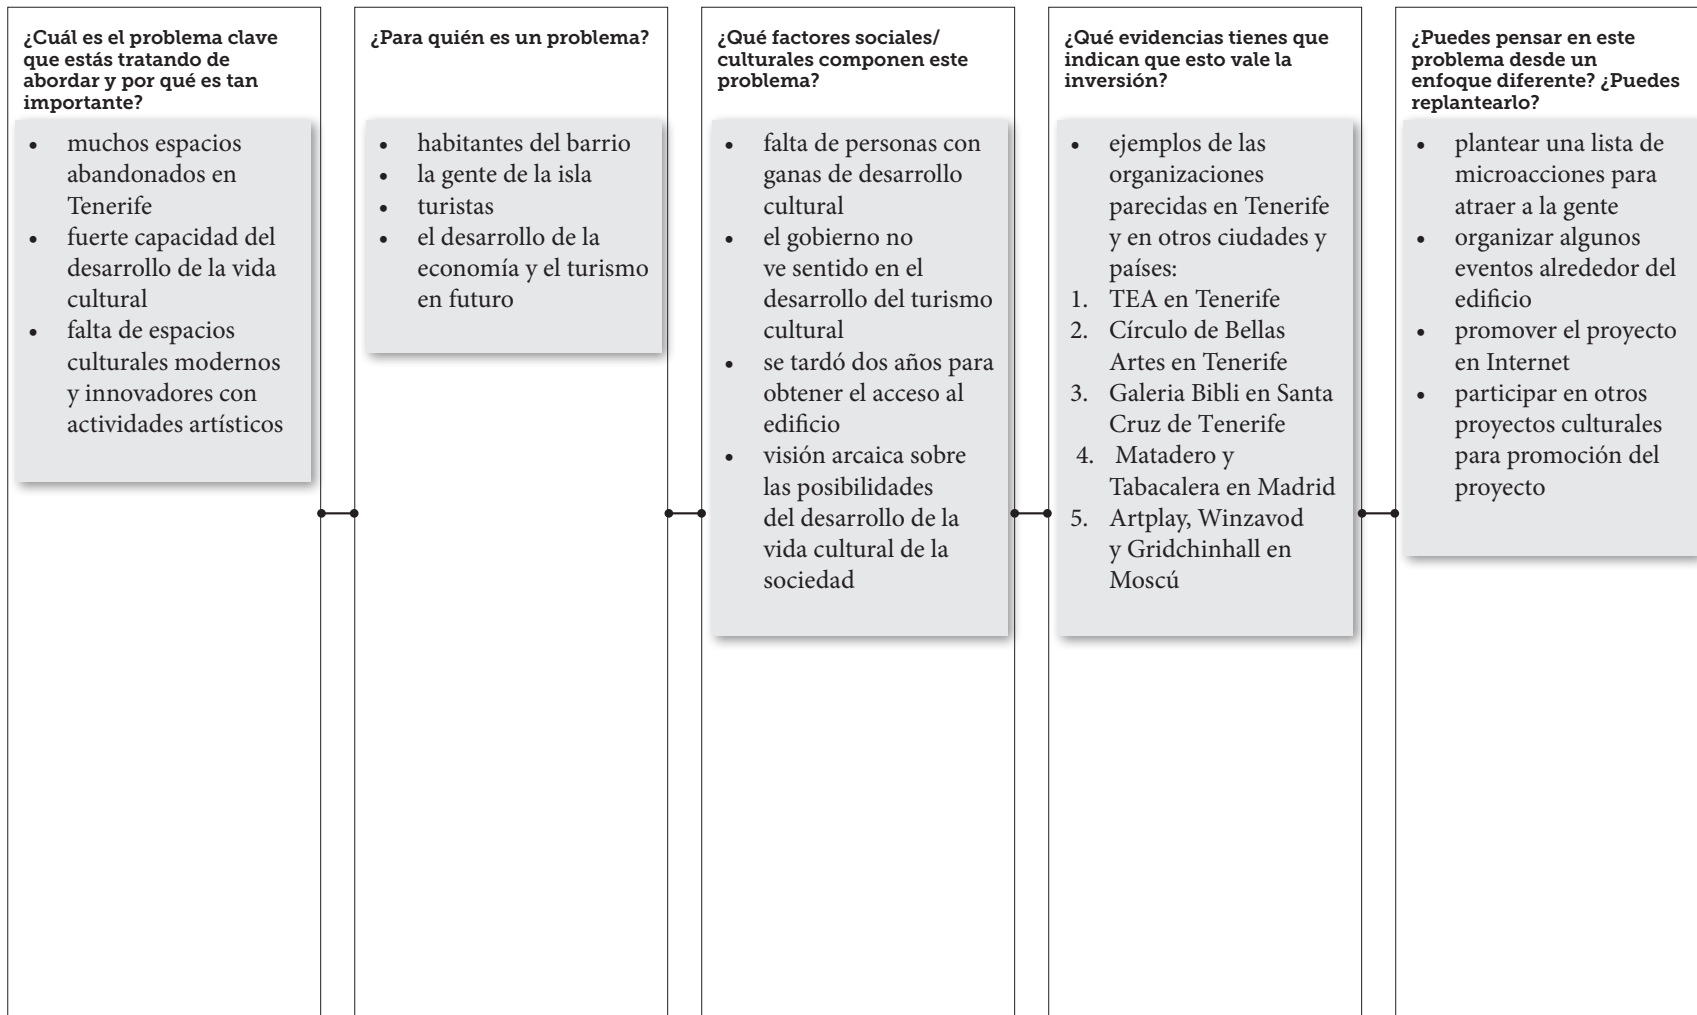 ¿Cuál es el problema clave
que estás tratando de
abordar y por qué es tan
importante?
• muchos espacios
abandonados en
Tenerife
• fuerte capacidad del
desarrollo de la vida
cultural
• falta de espacios
culturales modernos
y innovadores con
actividades artísticos
¿Para quién es un problema?
• habitantes del barrio
• la gente de la isla
• turistas
• el desarrollo de la
economía y el turismo
en futuro
¿Qué factores sociales/
culturales componen este
problema?
• falta de personas con
ganas de desarrollo
cultural
• el gobierno no
ve sentido en el
desarrollo del turismo
cultural
• se tardó dos años para
obtener el acceso al
edificio
• visión arcaica sobre
las posibilidades
del desarrollo de la
vida cultural de la
sociedad
¿Qué evidencias tienes que
indican que esto vale la
inversión?
• ejemplos de las
organizaciones
parecidas en Tenerife
y en otros ciudades y
países:
1. TEA en Tenerife
2. Círculo de Bellas
Artes en Tenerife
3. Galeria Bibli en Santa
Cruz de Tenerife
4. Matadero y
Tabacalera en Madrid
5. Artplay, Winzavod
y Gridchinhall en
Moscú
¿Puedes pensar en este
problema desde un
enfoque diferente? ¿Puedes
replantearlo?
• plantear una lista de
microacciones para
atraer a la gente
• organizar algunos
eventos alrededor del
edificio
• promover el proyecto
en Internet
• participar en otros
proyectos culturales
para promoción del
proyecto